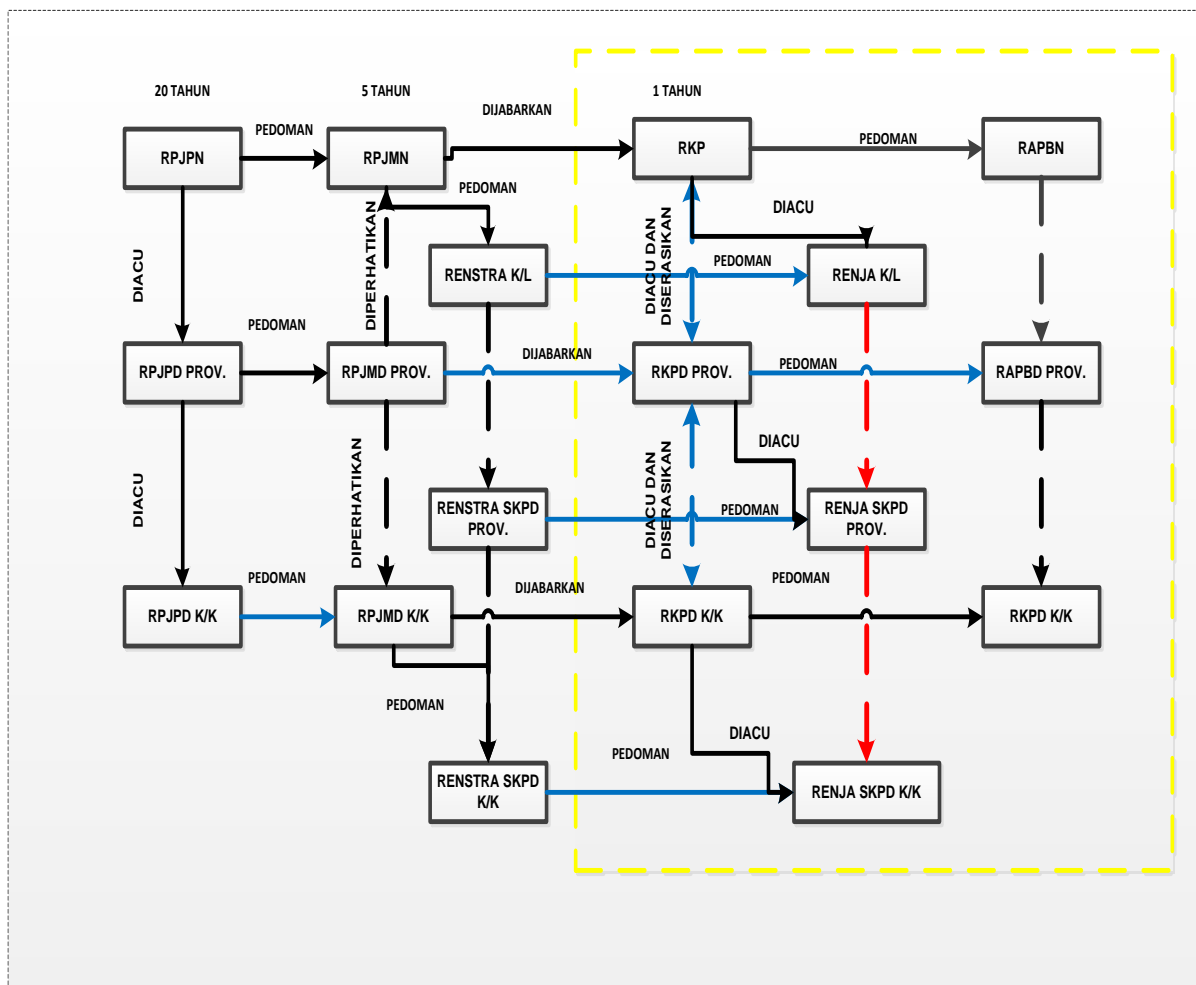 20 TAHUN
5 TAHUN
1 TAHUN
DIJABARKAN
PEDOMAN
PEDOMAN
RPJPN
RPJMN
RKP
RAPBN
PEDOMAN
DIACU
DIPERHATIKAN
DIACU DAN
DISERASIKAN
DIACU
RENSTRA K/L
PEDOMAN
RENJA K/L
PEDOMAN
DIJABARKAN
PEDOMAN
RPJPD PROV.
RPJMD PROV.
RKPD PROV.
RAPBD PROV.
DIACU
DIPERHATIKAN
DIACU DAN
DISERASIKAN
DIACU
RENSTRA SKPD
PROV.
PEDOMAN
RENJA SKPD
PROV.
PEDOMAN
DIJABARKAN
PEDOMAN
RPJPD K/K
RPJMD K/K
RKPD K/K
RKPD K/K
PEDOMAN
DIACU
PEDOMAN
RENSTRA SKPD
K/K
RENJA SKPD K/K